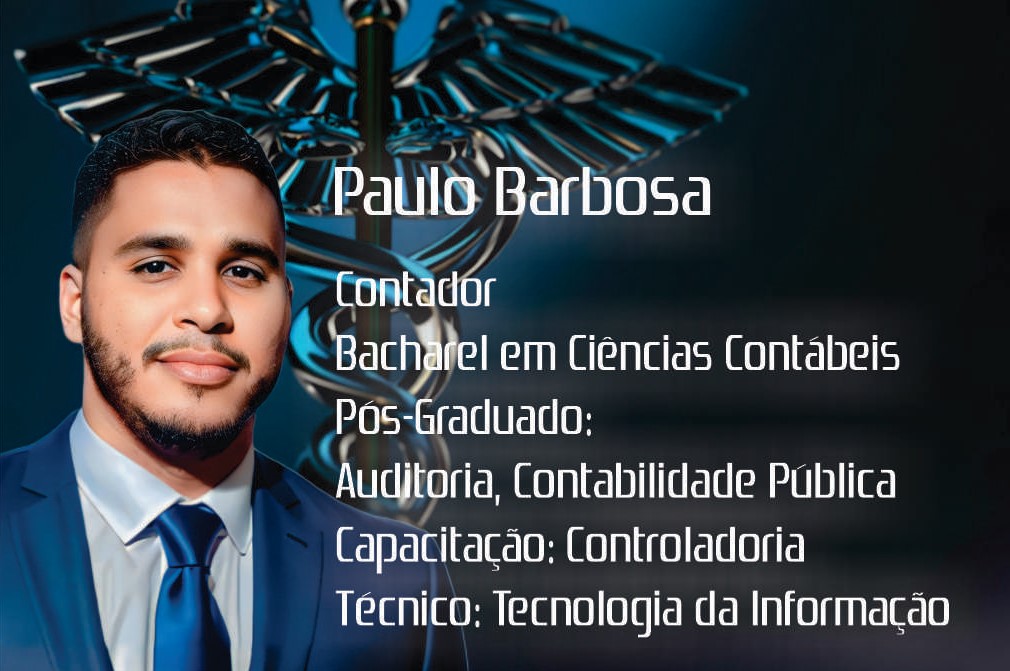 Paulo Barbosa
Contador
Bacharel em Ciências Contábeis
Pós-Graduado:
Auditoria, Contabilidade Pública
Capacitação: Controladoria
Técnico: Tecnologia da Informação